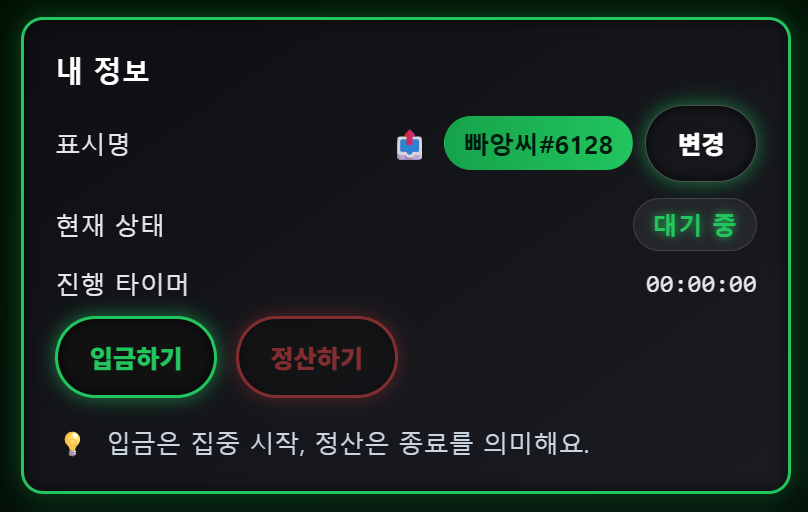 내 정보
표시명 빠앙씨#6128 변경
현재 상태 대기 중
진행 타이머 00:00:00
입금하기 정산하기
입금은 집중 시작, 정산은 종료를 의미해요.